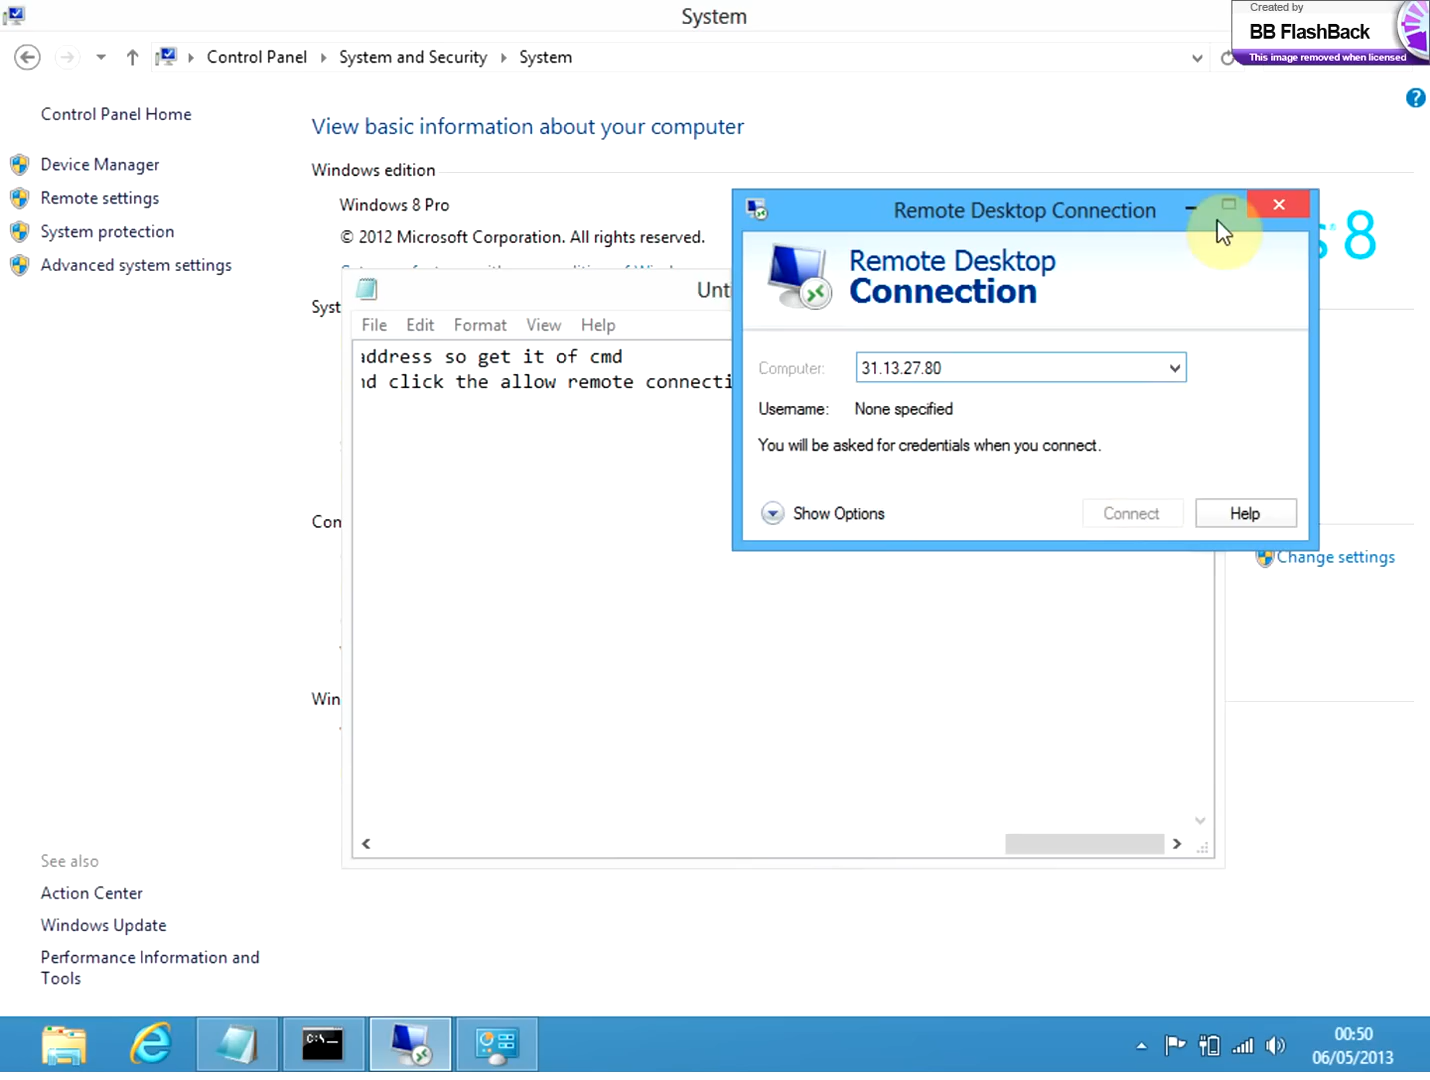 System
Created by
BB FlashBack
This image removed when licensed
Control Panel
System and Security
System
Control Panel Home
Device Manager
Remote settings
System protection
Advanced system settings
View basic information about your computer
Windows edition
Windows 8 Pro
© 2012 Microsoft Corporation. All rights reserved.
8
Syst
Com
Win
Change settings
Unt
File Edit Format View Help
address so get it of cmd
nd click the allow remote connecti
Remote Desktop Connection
Remote Desktop
Connection
Computer: 31.13.27.80
Username: None specified
You will be asked for credentials when you connect.
Show Options
Connect
Help
See also
Action Center
Windows Update
Performance Information and
Tools
C:\_
00:50
06/05/2013